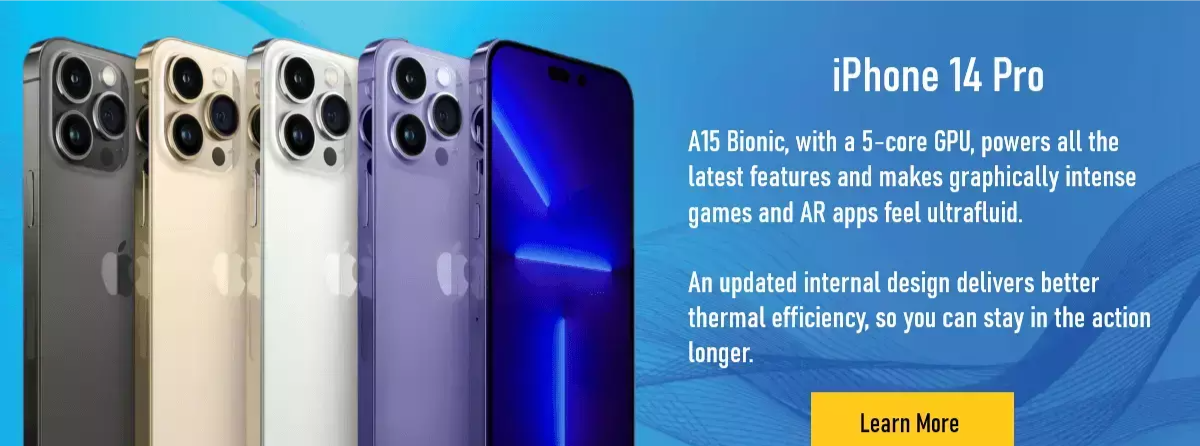 iPhone 14 Pro
A15 Bionic, with a 5-core GPU, powers all the
latest features and makes graphically intense
games and AR apps feel ultrafluid.
An updated internal design delivers better
thermal efficiency, so you can stay in the action
longer.
Learn More